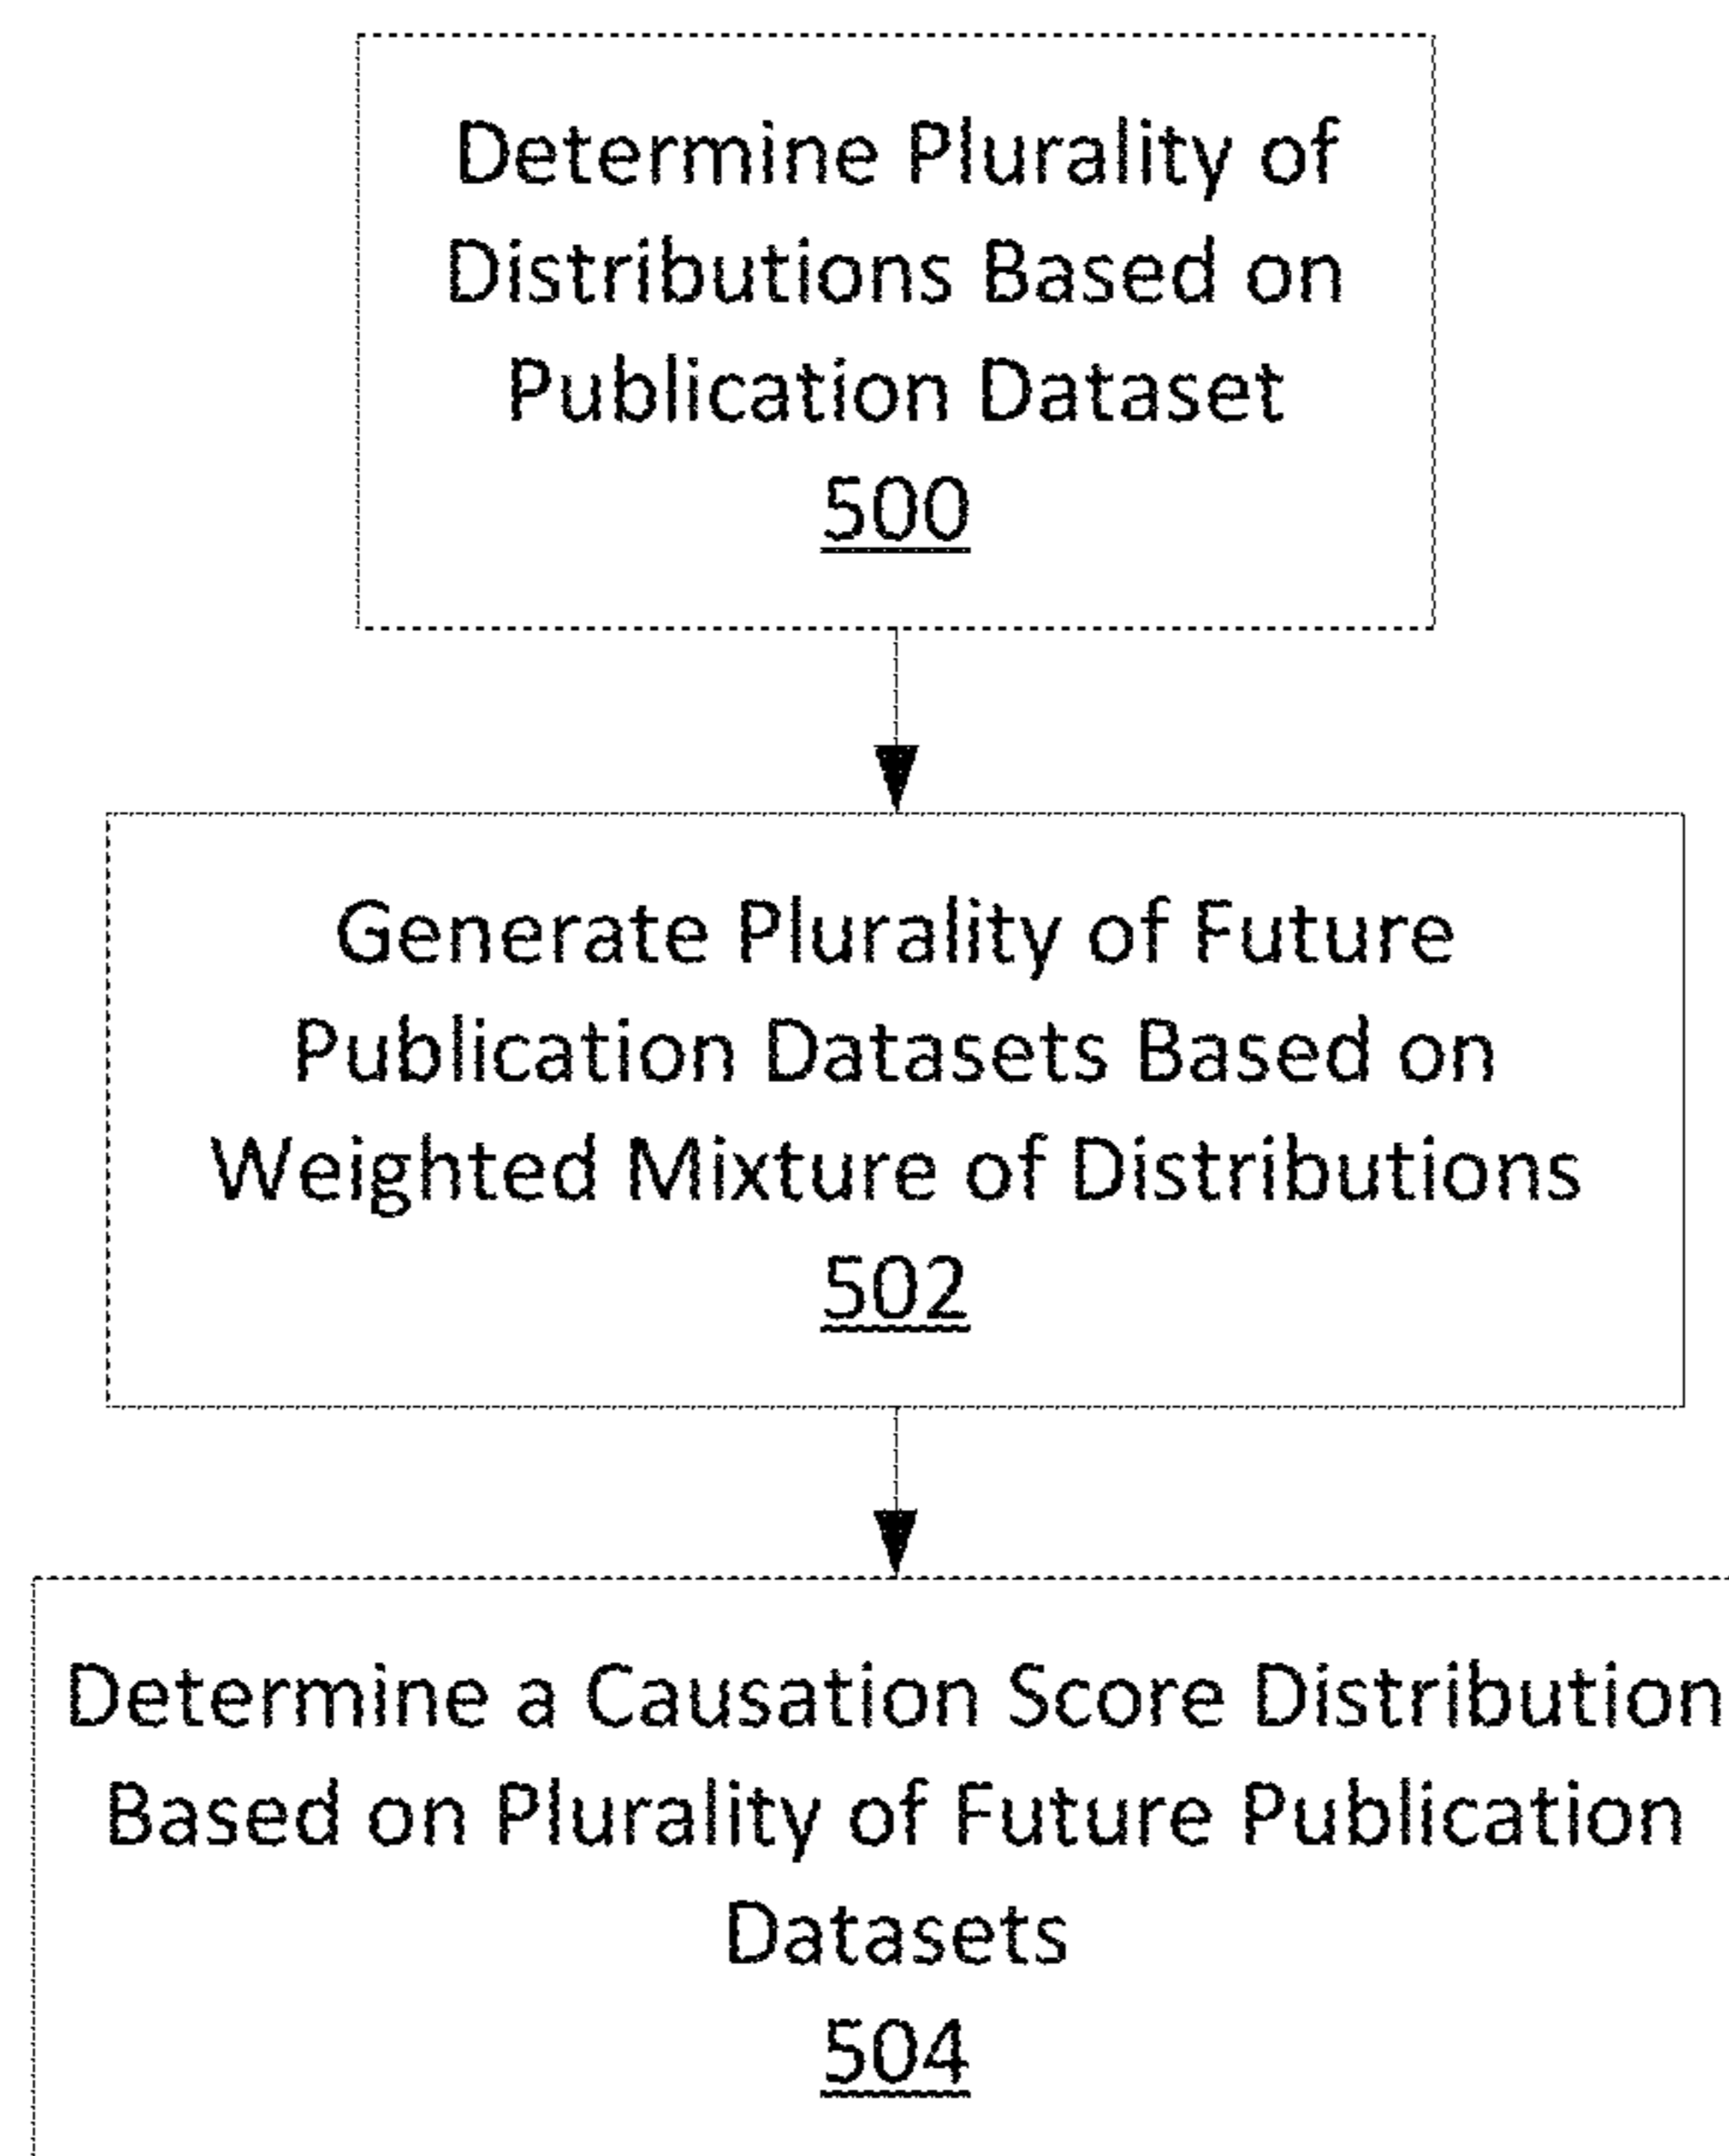 Determine Plurality of
Distributions Based on
Publication Dataset
500
Generate Plurality of Future
Publication Datasets Based on
Weighted Mixture of Distributions
502
Determine a Causation Score Distribution
Based on Plurality of Future Publication
Datasets
504